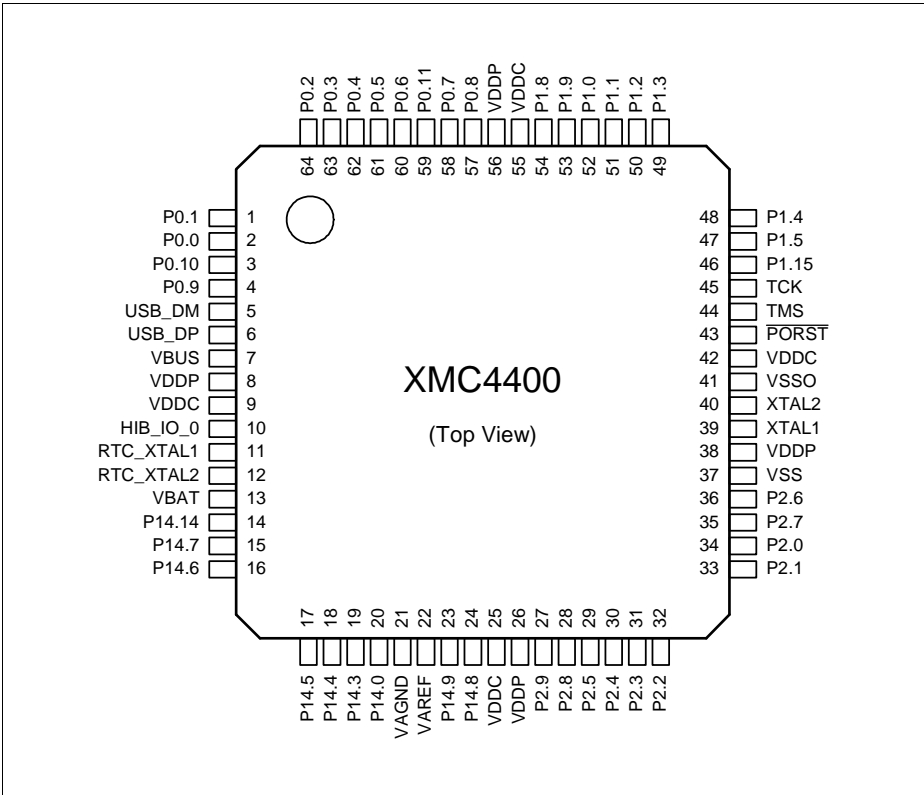 P0.2 P0.3 P0.4 P0.5 P0.6 P0.11 P0.7 P0.8 VDDP VDDC P1.8 P1.9 P1.0 P1.1 P1.2 P1.3
64 63 62 61 60 59 58 57 56 55 54 53 52 51 50 49
P0.1 1 48 P1.4
P0.0 2 47 P1.5
P0.10 3 46 P1.15
P0.9 4 45 TCK
USB_DM 5 44 TMS
USB_DP 6 43 PORST
VBUS 7 42 VDDC
VDDP 8 41 VSSO
VDDC 9 40 XTAL2
HIB_IO_0 10 39 XTAL1
RTC_XTAL1 11 38 VDDP
RTC_XTAL2 12 37 VSS
VBAT 13 36 P2.6
P14.14 14 35 P2.7
P14.7 15 34 P2.0
P14.6 16 33 P2.1
XMC4400
(Top View)
17 18 19 20 21 22 23 24 25 26 27 28 29 30 31 32
P14.5 P14.4 P14.3 P14.0 VAGND VAREF P14.9 P14.8 VDDC VDDP P2.9 P2.8 P2.5 P2.4 P2.3 P2.2